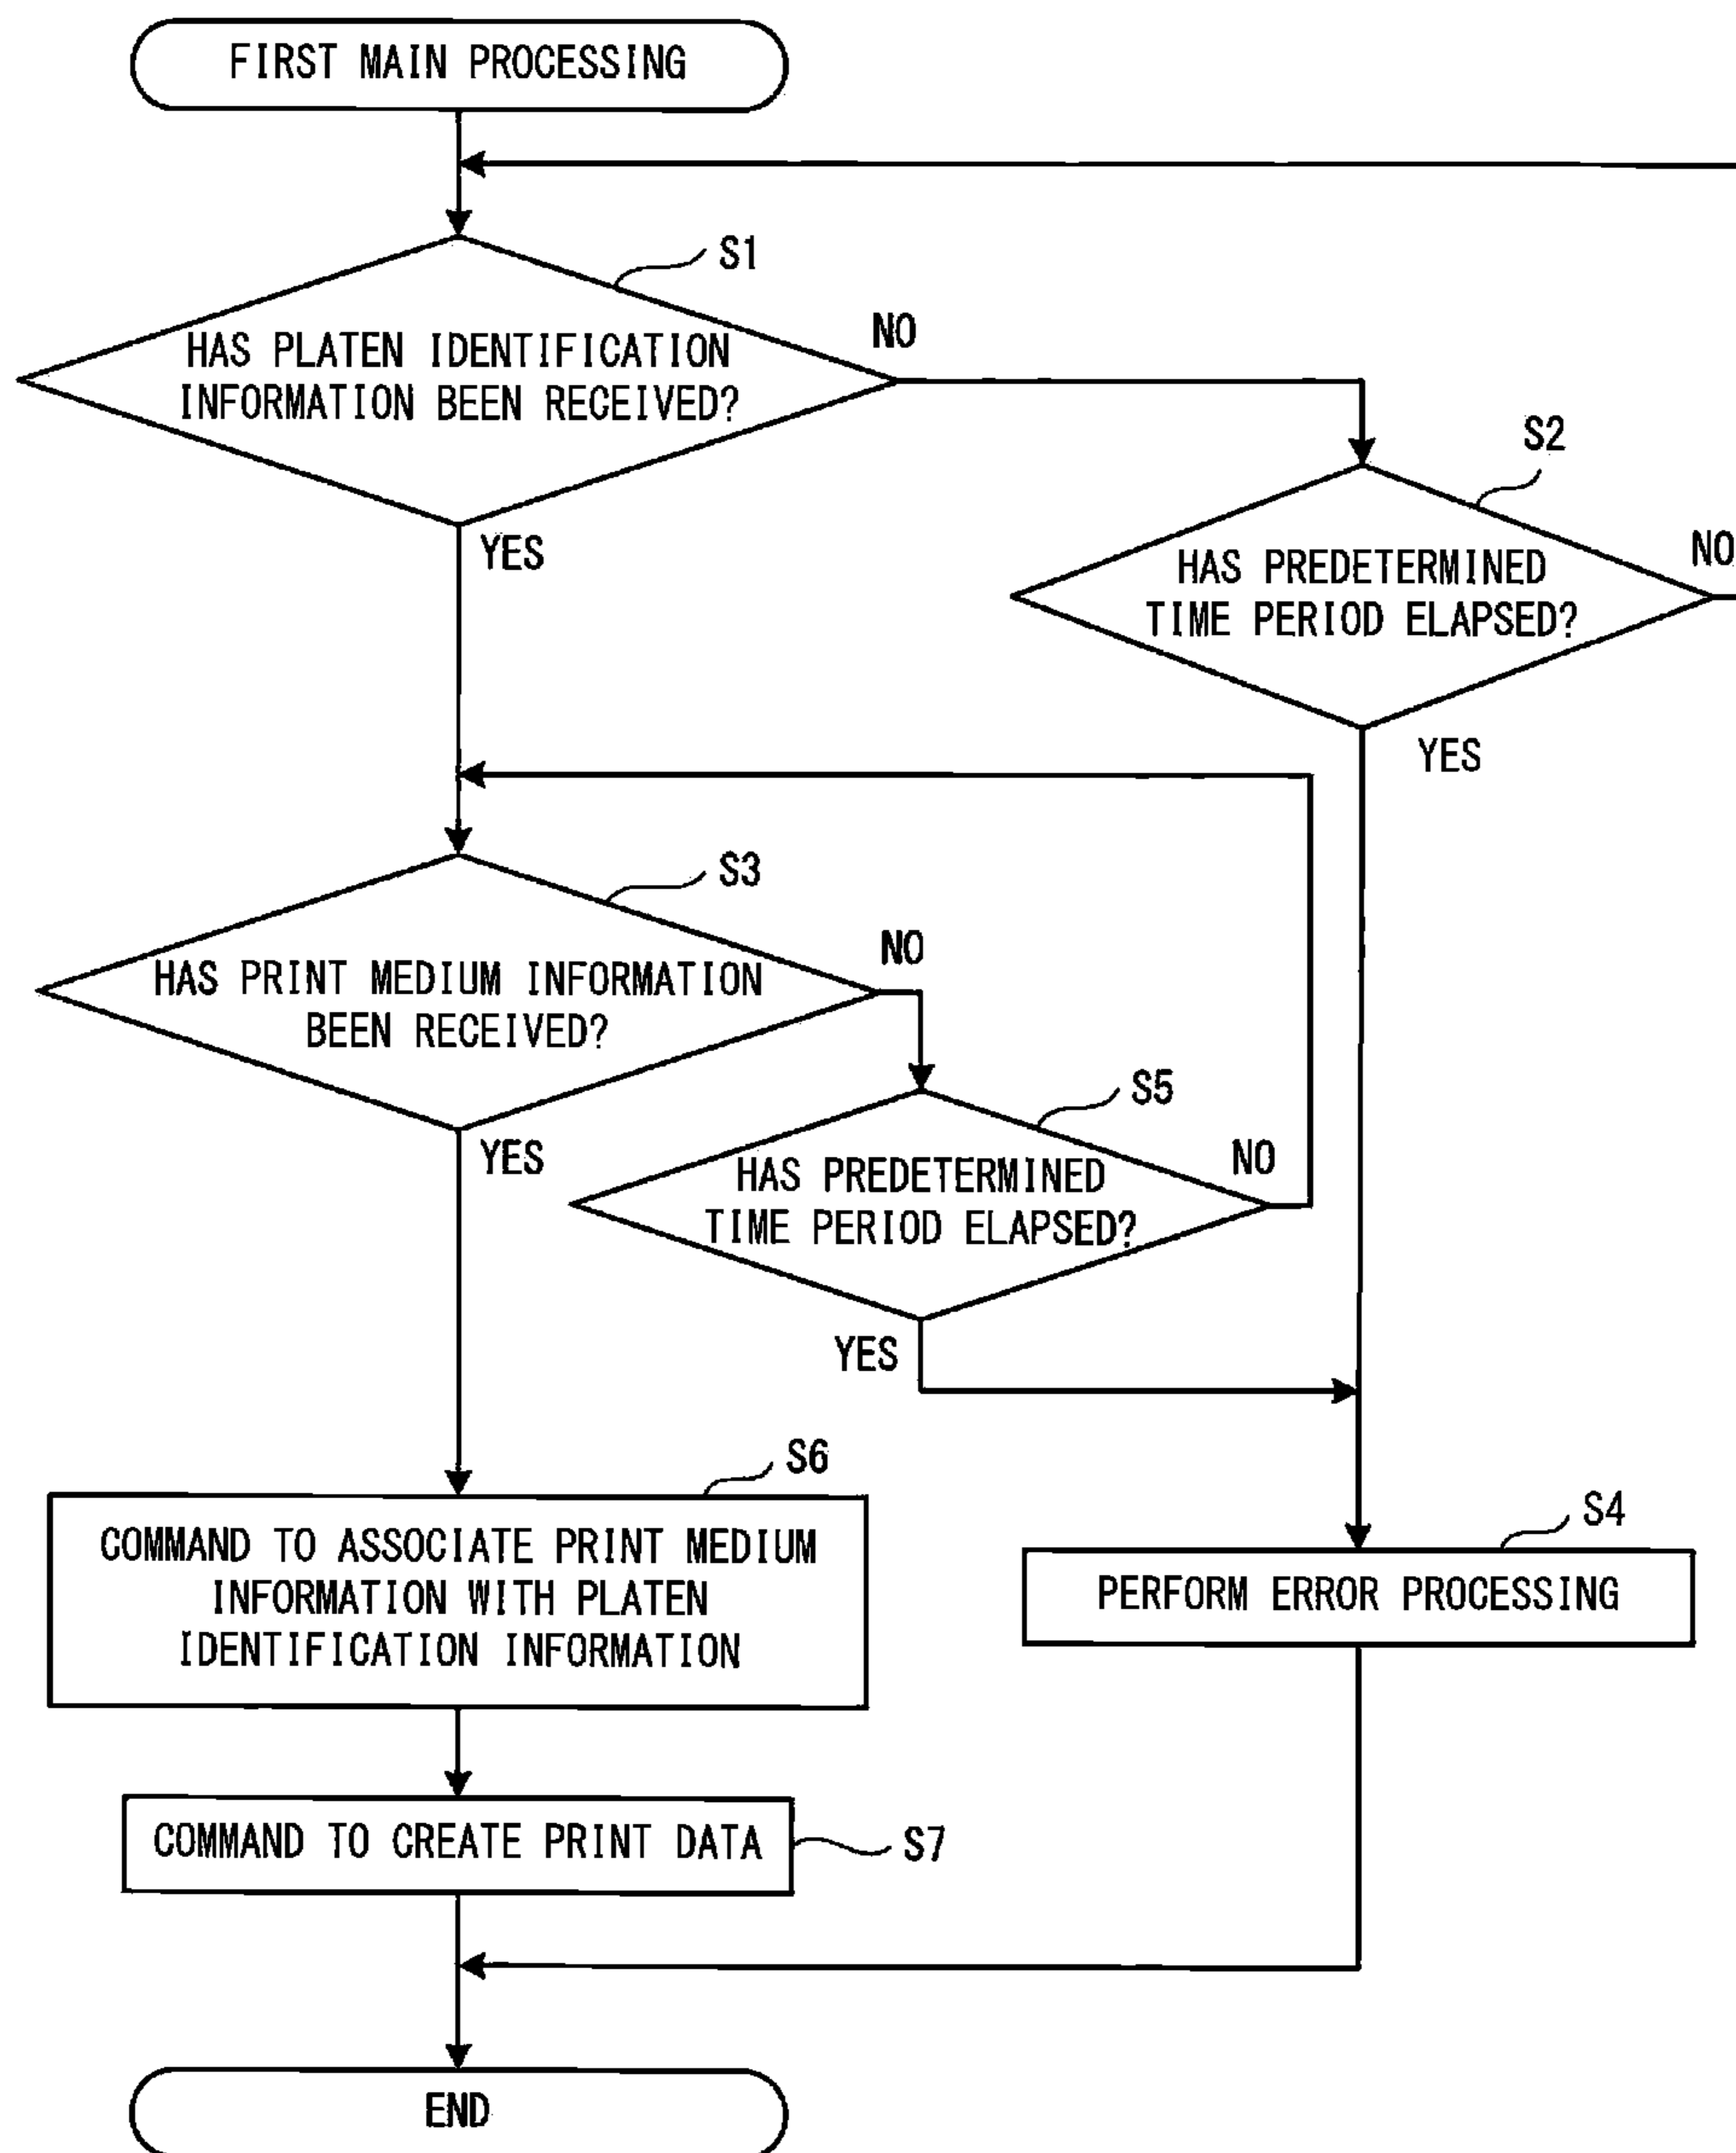 FIRST MAIN PROCESSING
S1
HAS PLATEN IDENTIFICATION
INFORMATION BEEN RECEIVED?
NO
YES
S2
HAS PREDETERMINED
TIME PERIOD ELAPSED?
NO
YES
S3
HAS PRINT MEDIUM INFORMATION
BEEN RECEIVED?
NO
YES
S5
HAS PREDETERMINED
TIME PERIOD ELAPSED?
NO
YES
S6
COMMAND TO ASSOCIATE PRINT MEDIUM
INFORMATION WITH PLATEN
IDENTIFICATION INFORMATION
S4
PERFORM ERROR PROCESSING
COMMAND TO CREATE PRINT DATA
S7
END